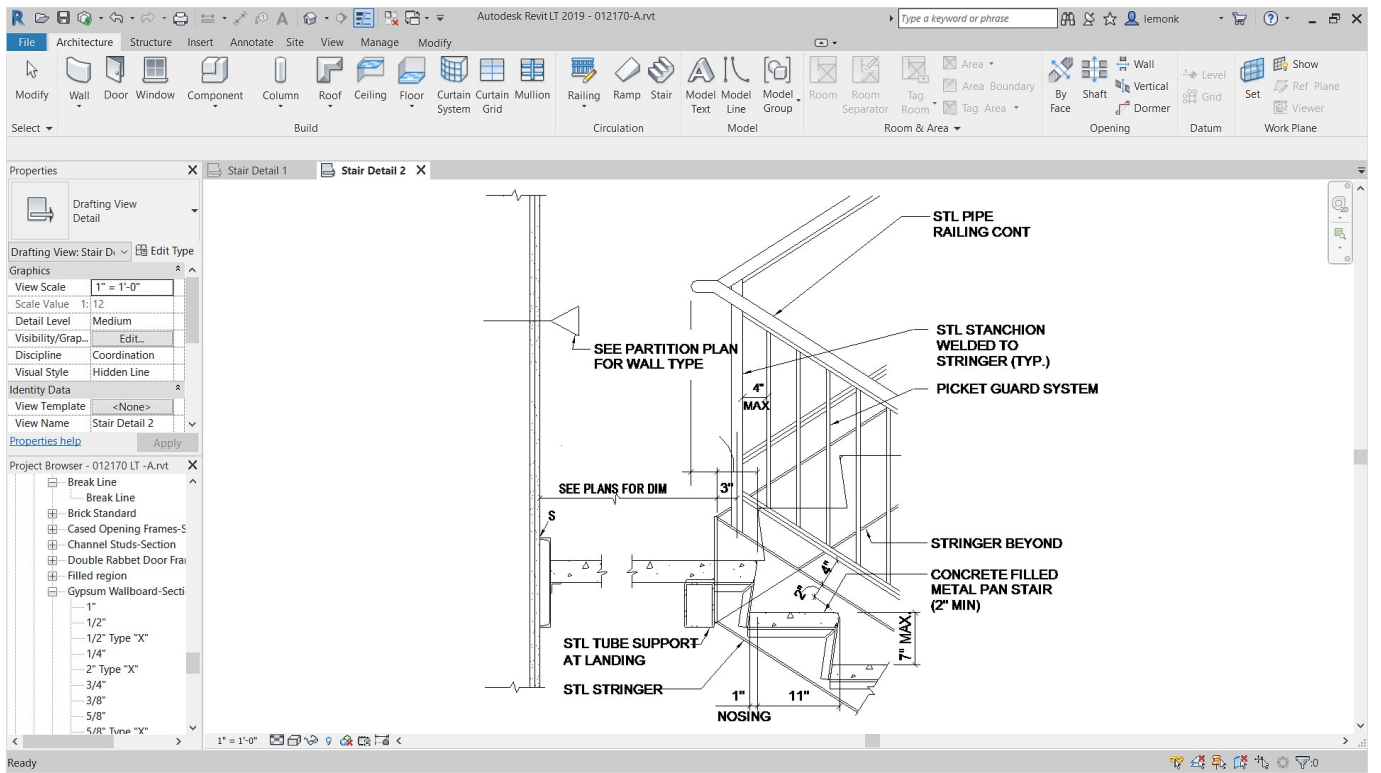 Autodesk Revit LT 2019 - 012170-A.rvt
Type a keyword or phrase
lemonk
File Architecture Structure Insert Annotate Site View Manage Modify
Modify Wall Door Window Component Column Roof Ceiling Floor Curtain System Curtain Grid Mullion Railing Ramp Stair Model Text Model Line Model Group Room Room Separator Tag Room Area Area Boundary Tag Area By Face Shaft Wall Vertical Dormer Level Grid Set Show Ref Plane Viewer
Select Build Circulation Model Room & Area Opening Datum Work Plane
Properties
Stair Detail 1
Stair Detail 2
Drafting View
Detail
Drafting View: Stair D
Edit Type
Graphics
View Scale 1" = 1'-0"
Scale Value 1: 12
Detail Level Medium
Visibility/Grap... Edit...
Discipline Coordination
Visual Style Hidden Line
Identity Data
View Template <None>
View Name Stair Detail 2
Properties help
Apply
Project Browser - 012170 LT -A.rvt
Break Line
Break Line
Brick Standard
Cased Opening Frames-S
Channel Studs-Section
Double Rabbet Door Fra
Filled region
Gypsum Wallboard-Secti
1"
1/2"
1/2" Type "X"
1/4"
2" Type "X"
3/4"
3/8"
5/8"
5/8" Type "X"
STL PIPE
RAILING CONT
STL STANCHION
WELDED TO
STRINGER (TYP.)
PICKET GUARD SYSTEM
SEE PARTITION PLAN
FOR WALL TYPE
4"
MAX
SEE PLANS FOR DIM
3"
S
STRINGER BEYOND
CONCRETE FILLED
METAL PAN STAIR
(2" MIN)
4"
2"
7" MAX.
STL TUBE SUPPORT
AT LANDING
STL STRINGER
1"
11"
NOSING
1" = 1'-0"
Ready
:0